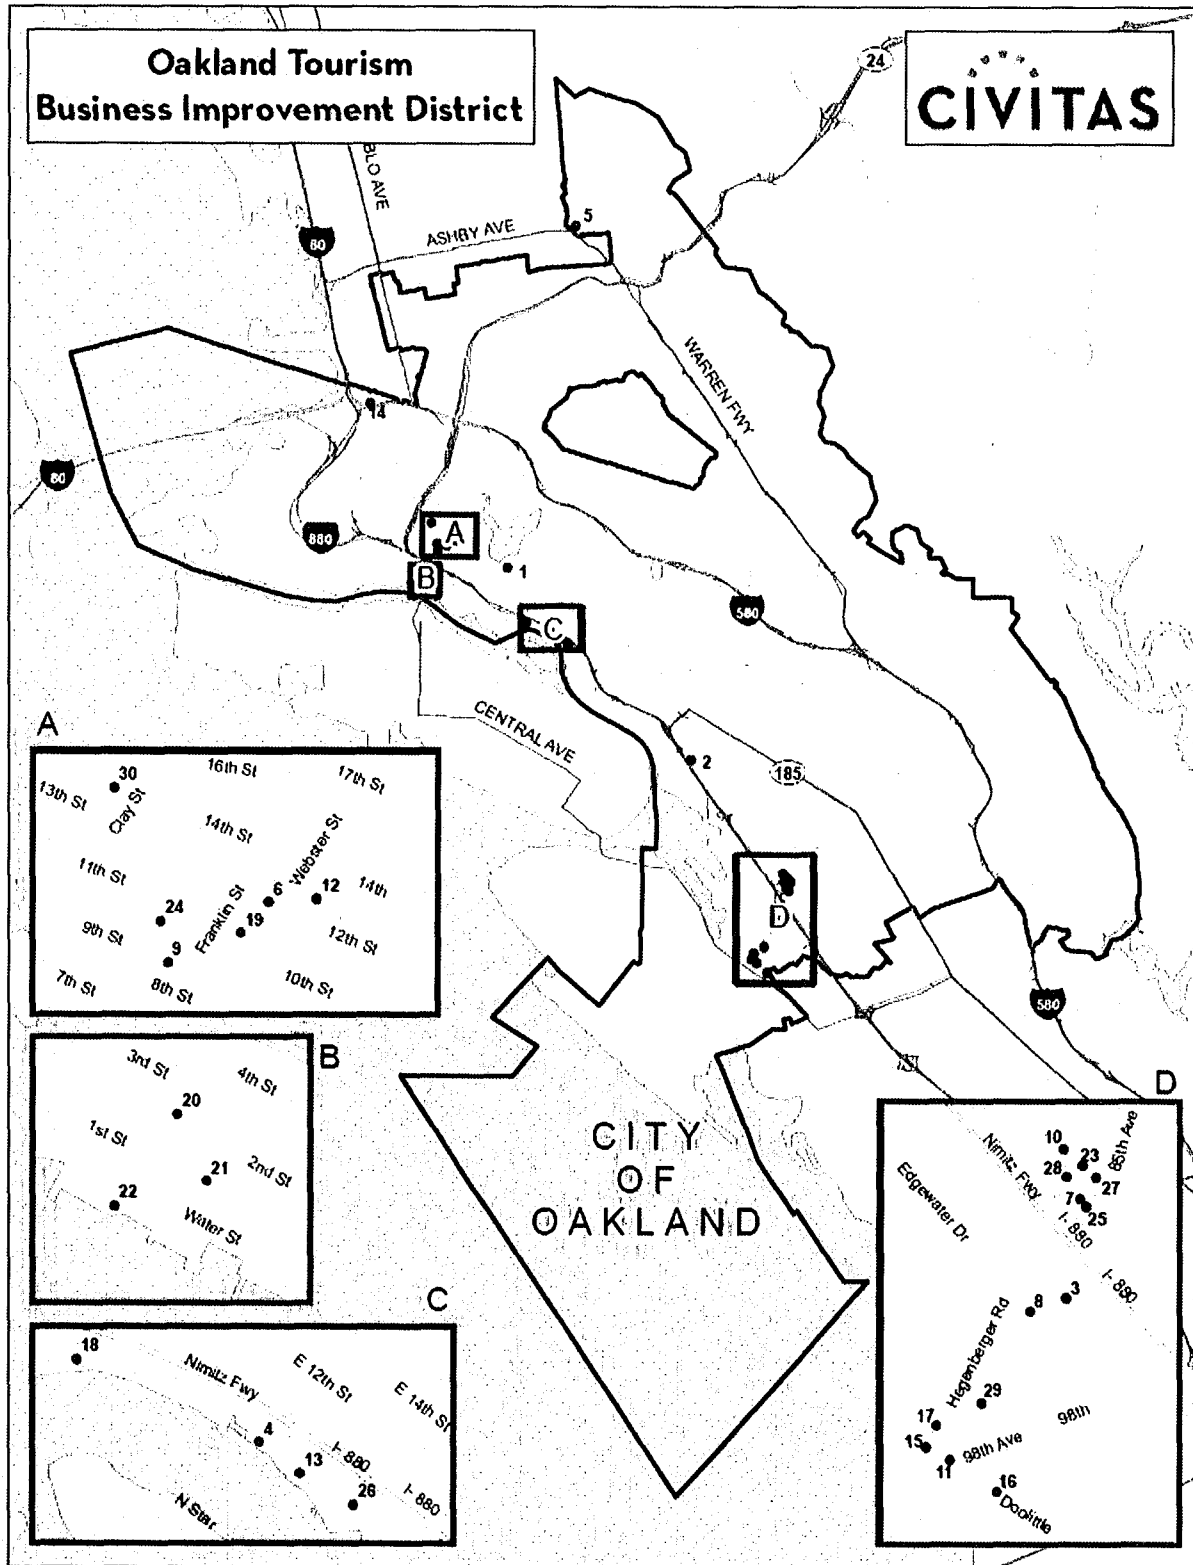 Oakland Tourism
Business Improvement District
CIVITAS
24
BLO AVE
80
ASHBY AVE
5
WARREN FWY
14
80
880
A
B
1
C
580
CENTRAL AVE
2
185
D
580
CITY
OF
OAKLAND
A
30
16th St
17th St
13th St
Clay St
14th St
Webster St
11th St
6
12
14th
24
Franklin St
19
9th St
9
12th St
7th St
8th St
10th St
B
3rd St
4th St
20
1st St
21
2nd St
22
Water St
C
18
Nimitz Fwy
E 12th St
E 14th St
4
I- 880
13
26
I- 880
N Star
D
10
Nimitz Fwy
23
85th Ave
28
27
Edgewater Dr
7
25
I- 880
I- 880
8
3
Hegenberger Rd
29
17
98th
15
98th Ave
11
16
Doolittle